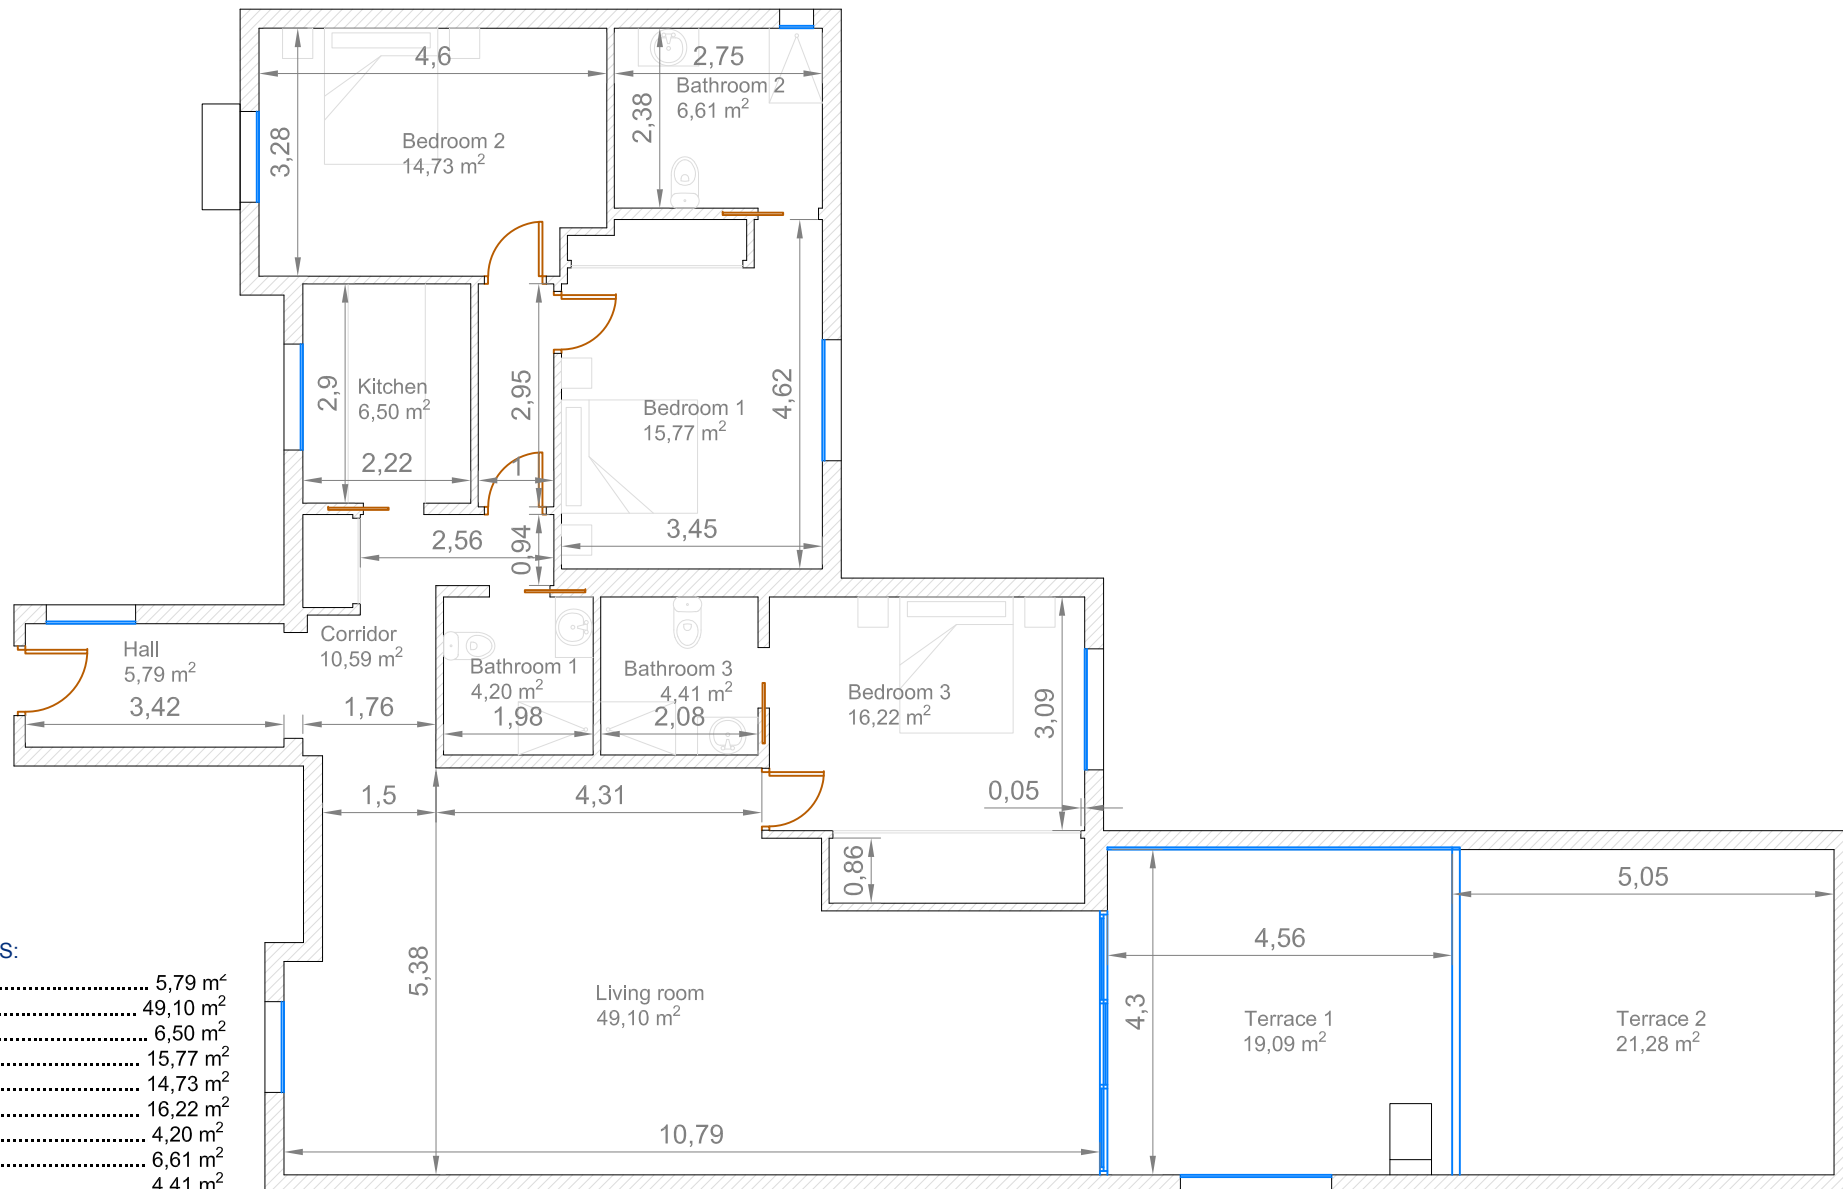 4,6
2,75
Bathroom 2
6,61 m²
2,38
3,28
Bedroom 2
14,73 m²
2,9
Kitchen
6,50 m²
2,22
2,95
1
Bedroom 1
15,77 m²
4,62
3,45
2,56
0,94
Hall
5,79 m²
3,42
Corridor
10,59 m²
1,76
Bathroom 1
4,20 m²
1,98
Bathroom 3
4,41 m²
2,08
Bedroom 3
16,22 m²
3,09
0,05
1,5
4,31
0,86
5,38
Living room
49,10 m²
10,79
4,56
4,3
Terrace 1
19,09 m²
5,05
Terrace 2
21,28 m²
S:
5,79 m²
49,10 m²
6,50 m²
15,77 m²
14,73 m²
16,22 m²
4,20 m²
6,61 m²
4,41 m²